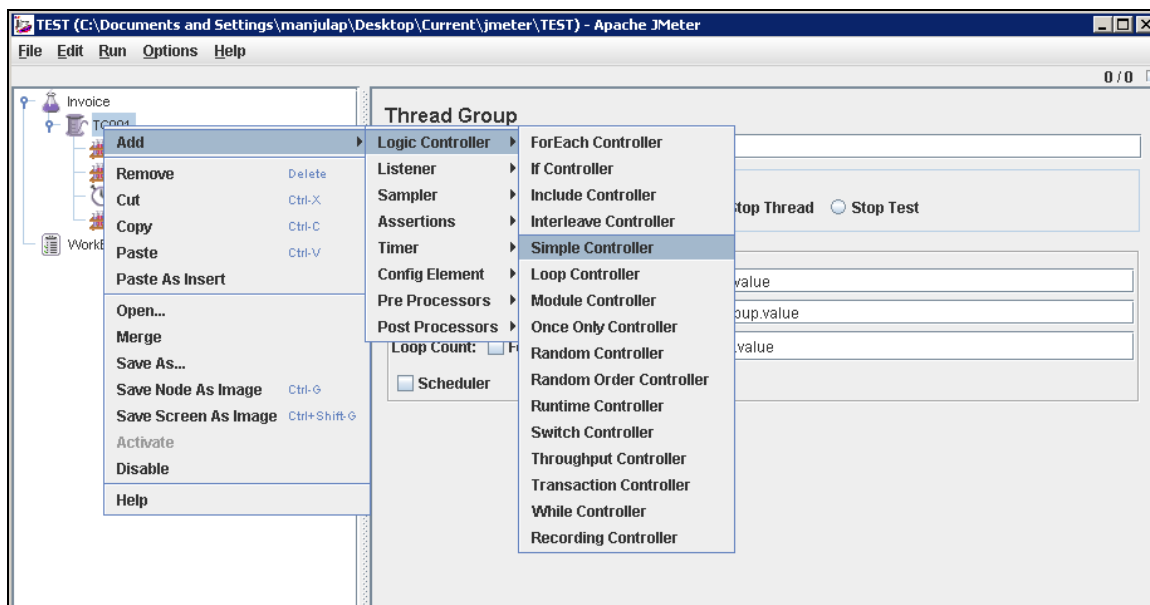 TEST (C:\Documents and Settings\manjulap\Desktop\Current\jmeter\TEST) - Apache JMeter
File Edit Run Options Help
0 / 0
Invoice
TC001
WorkB
Add
Remove Delete
Cut Ctrl-X
Copy Ctrl-C
Paste Ctrl-V
Paste As Insert
Open...
Merge
Save As...
Save Node As Image Ctrl-G
Save Screen As Image Ctrl+Shift-G
Activate
Disable
Help
Logic Controller
Listener
Sampler
Assertions
Timer
Config Element
Pre Processors
Post Processors
ForEach Controller
If Controller
Include Controller
Interleave Controller
Simple Controller
Loop Controller
Module Controller
Once Only Controller
Random Controller
Random Order Controller
Runtime Controller
Switch Controller
Throughput Controller
Transaction Controller
While Controller
Recording Controller
Thread Group
Stop Thread Stop Test
value
oup.value
Loop Count: .value
Scheduler